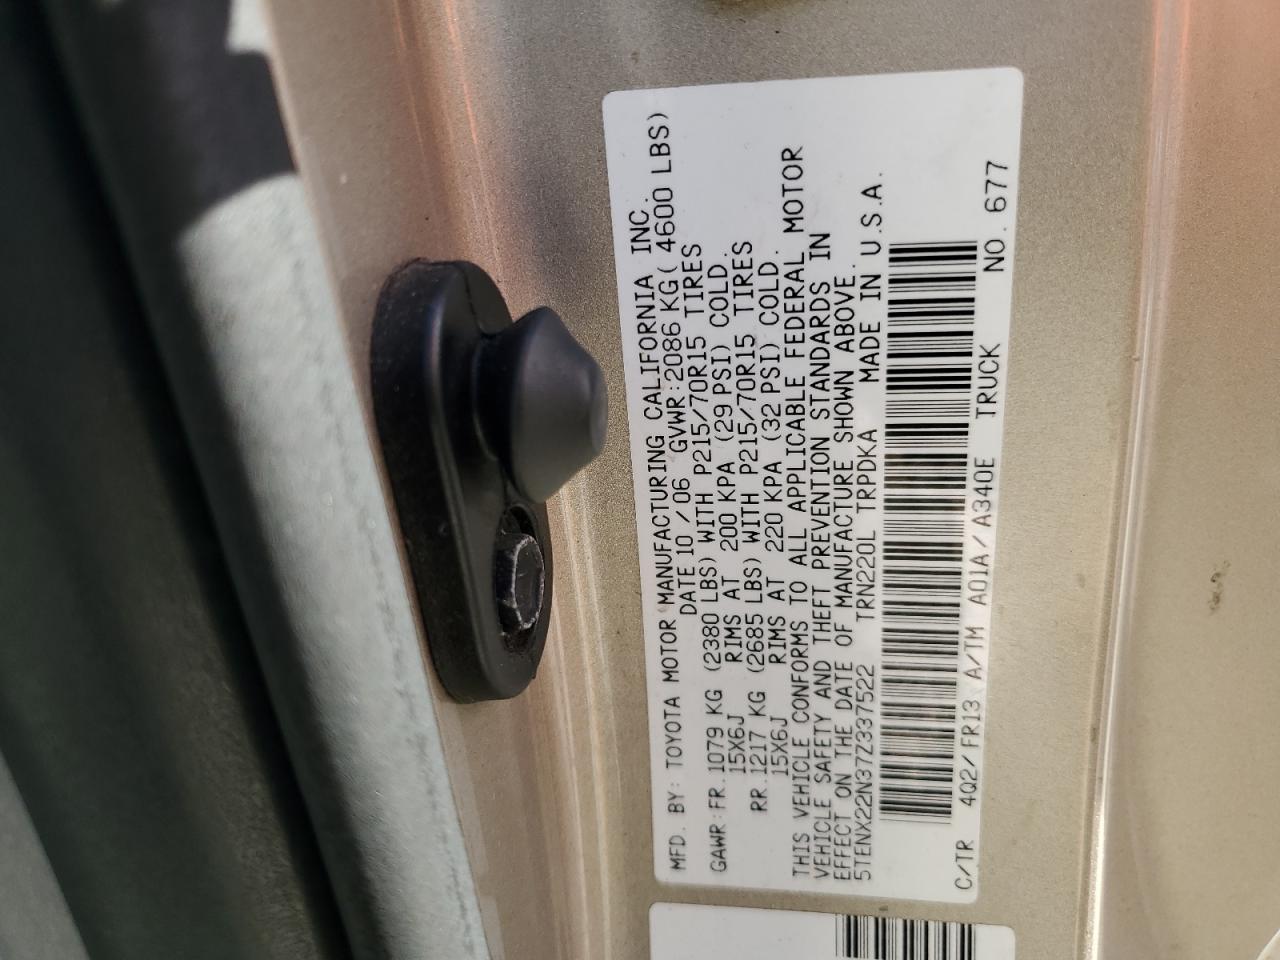 MFD. BY: TOYOTA MOTOR MANUFACTURING CALIFORNIA INC.
DATE 10 / 06 GVWR:2086 KG( 4600 LBS)
GAWR:FR.1079 KG (2380 LBS) WITH P215/70R15 TIRES
15X6J RIMS AT 200 KPA (29 PSI) COLD.
RR.1217 KG (2685 LBS) WITH P215/70R15 TIRES
15X6J RIMS AT 220 KPA (32 PSI) COLD.
THIS VEHICLE CONFORMS TO ALL APPLICABLE FEDERAL MOTOR
VEHICLE SAFETY AND THEFT PREVENTION STANDARDS IN
EFFECT ON THE DATE OF MANUFACTURE SHOWN ABOVE.
5TENX22N37Z337522 TRN220L TRPDKA MADE IN U.S.A.
C/TR 4Q2/FR13 A/TM A01A/A340E TRUCK NO. 677